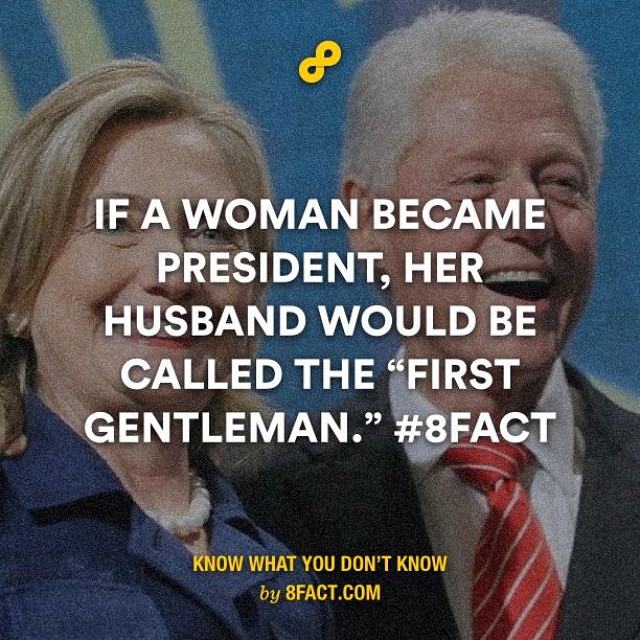 IF A WOMAN BECAME
PRESIDENT, HER
HUSBAND WOULD BE
CALLED THE “FIRST
GENTLEMAN.” #8FACT
KNOW WHAT YOU DON'T KNOW
by 8FACT.COM